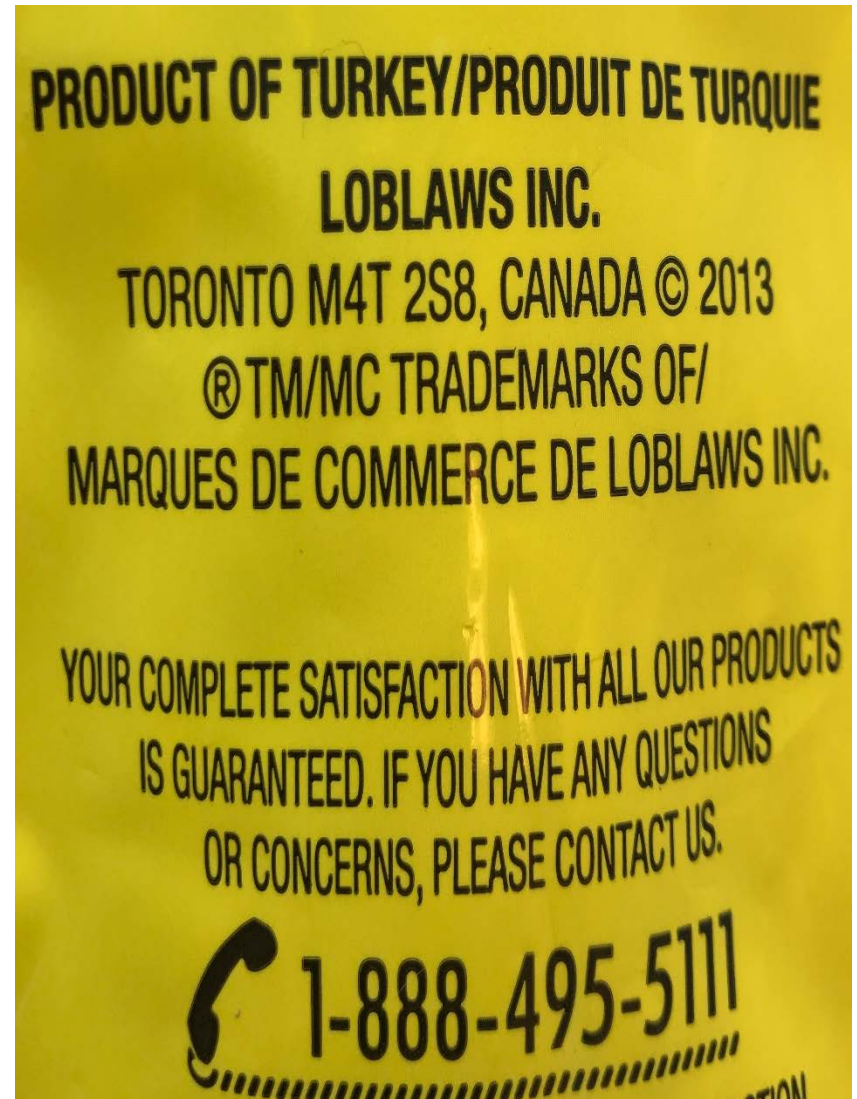 PRODUCT OF TURKEY/PRODUIT DE TURQUIE
LOBLAWS INC.
TORONTO M4T 2S8, CANADA © 2013
® TM/MC TRADEMARKS OF/
MARQUES DE COMMERCE DE LOBLAWS INC.
YOUR COMPLETE SATISFACTION WITH ALL OUR PRODUCTS
IS GUARANTEED. IF YOU HAVE ANY QUESTIONS
OR CONCERNS, PLEASE CONTACT US.
1-888-495-5111